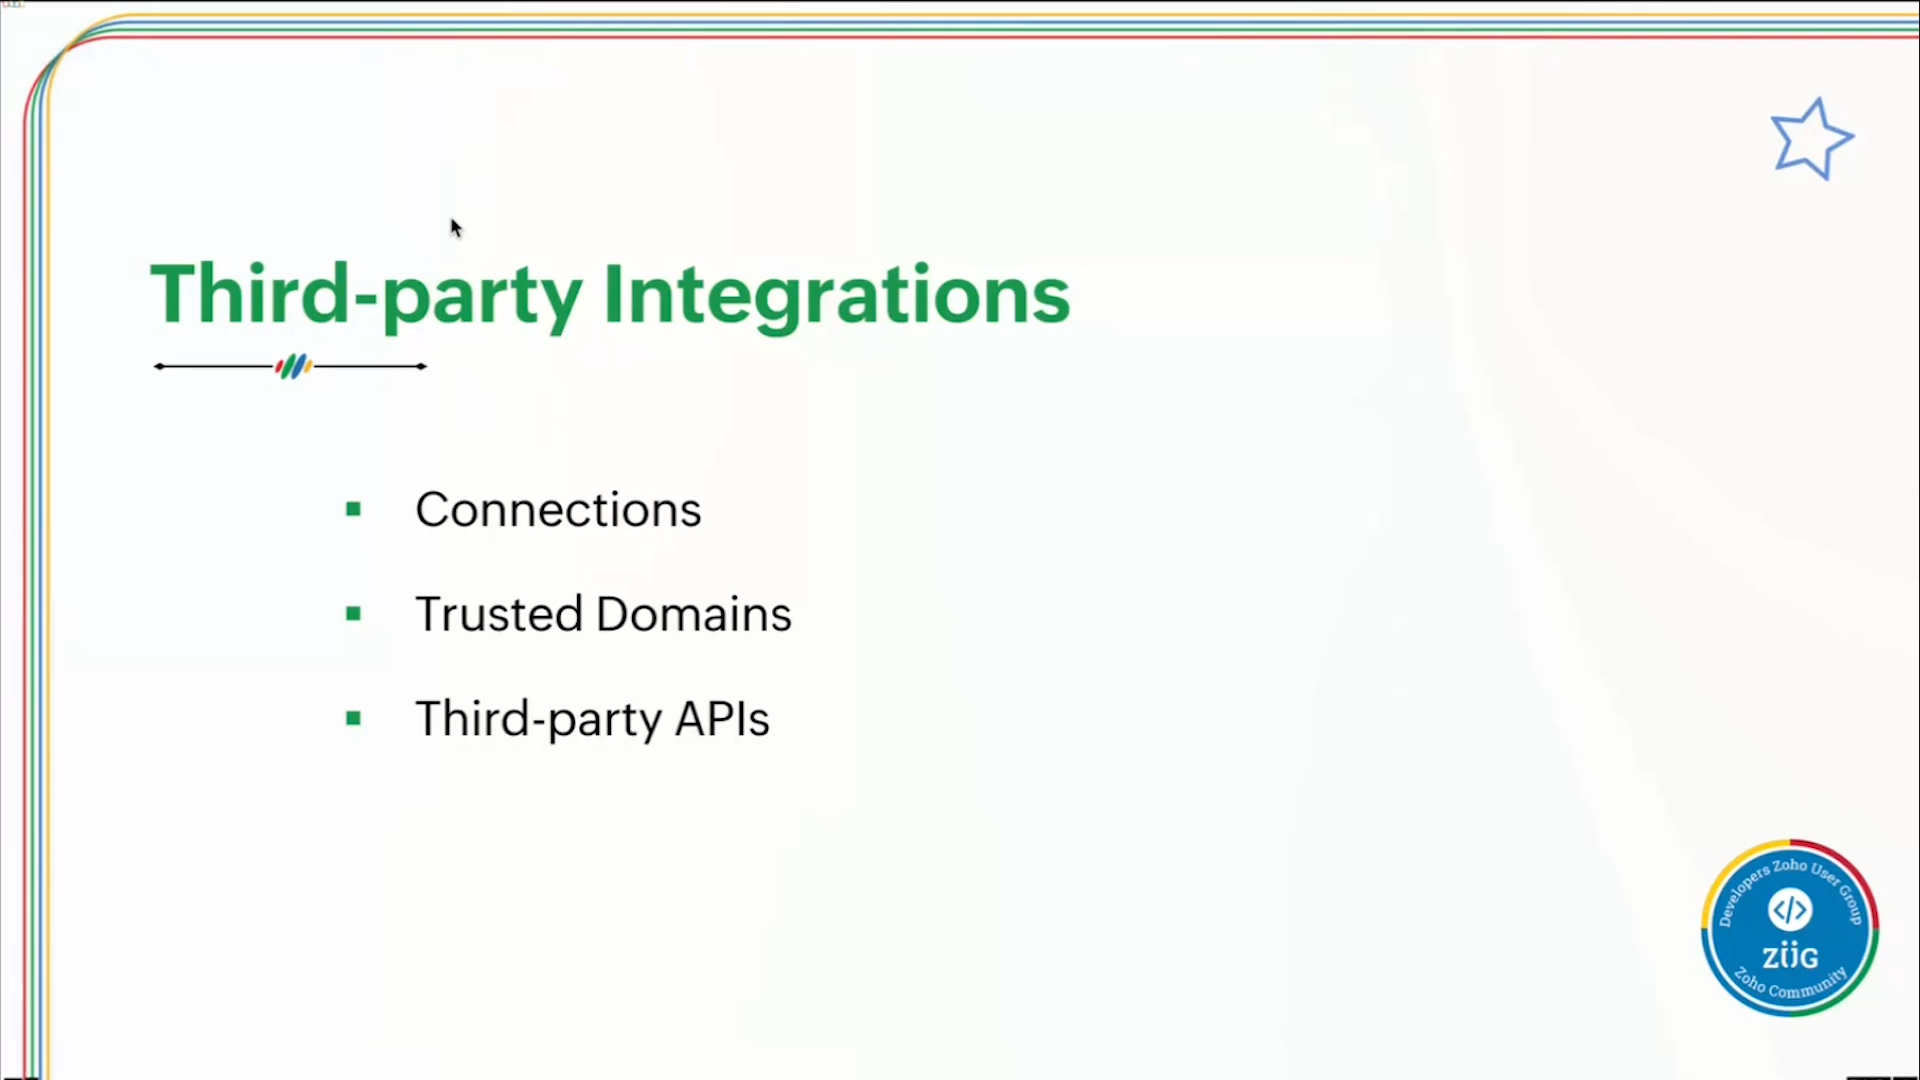 Third-party Integrations
Connections
Trusted Domains
Third-party APIs
Developers Zoho User Group
</>
ZUG
Zoho Community